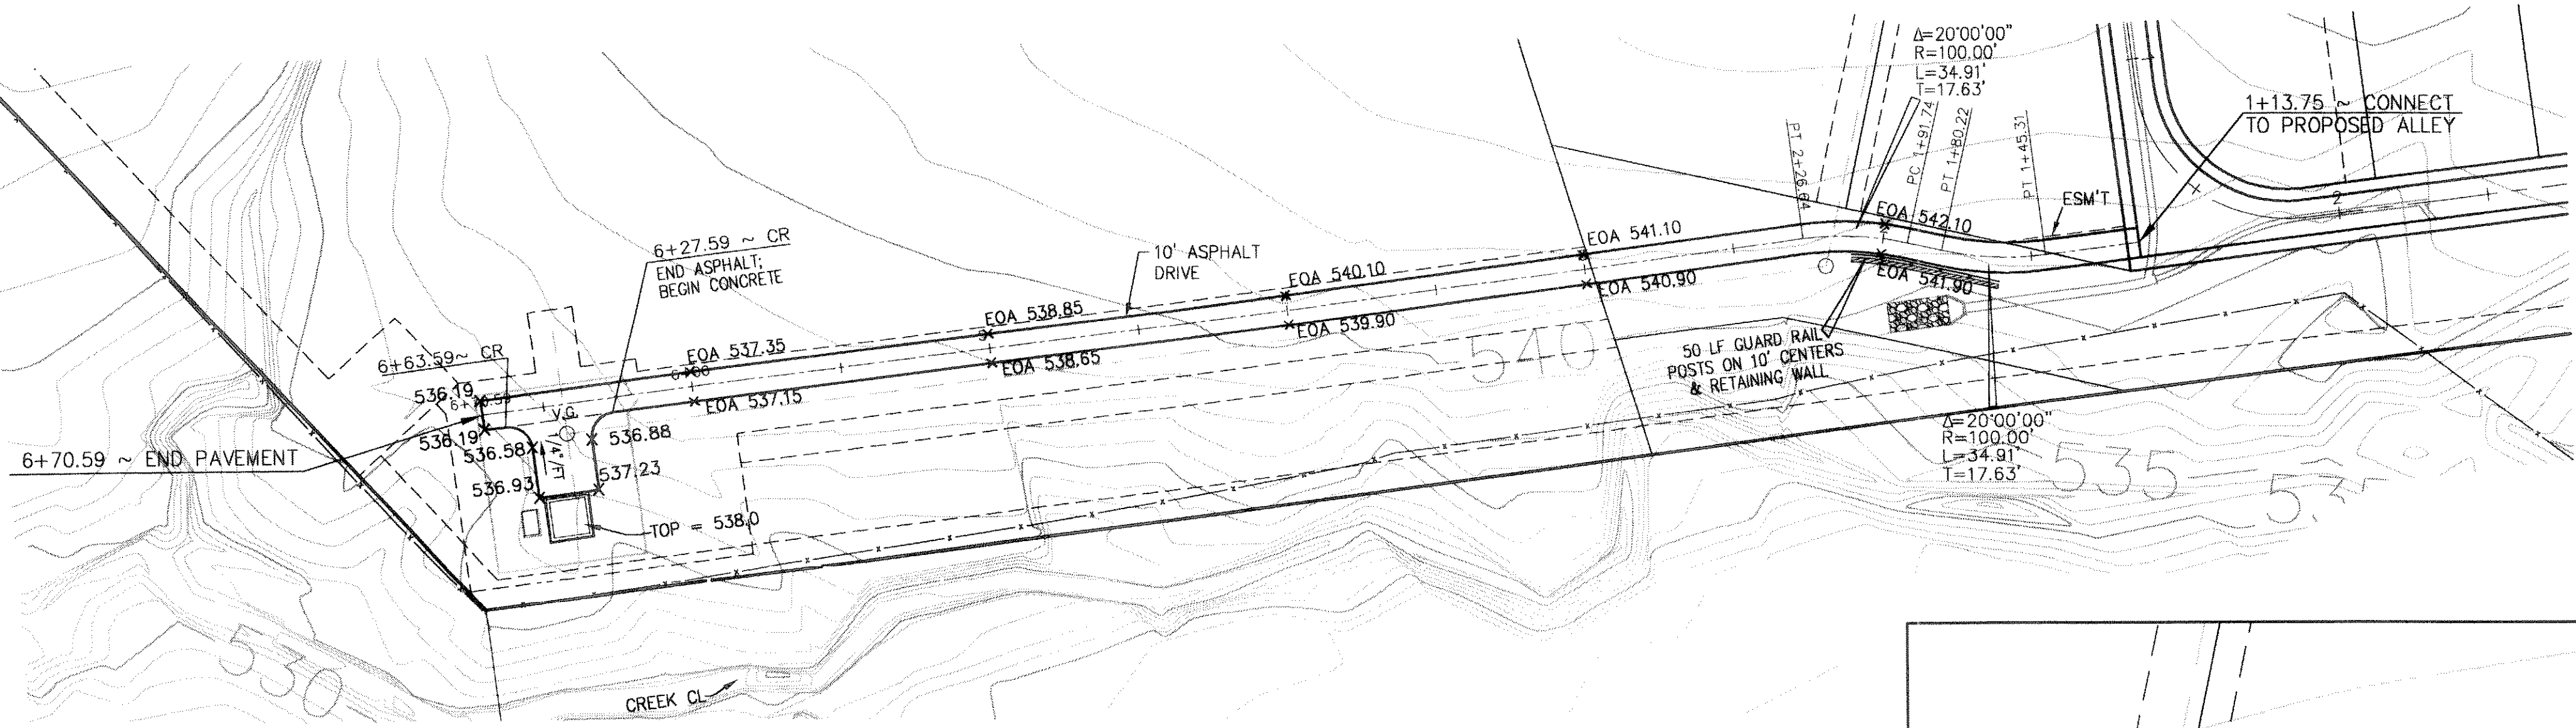 Δ=20°00'00"
R=100.00'
L=34.91'
T=17.63'
1+13.75 ~ CONNECT
TO PROPOSED ALLEY
PT 2+26.64
PC 1+91.74
PT 1+80.22
PT 1+45.31
ESM'T
2
EOA 542.10
EOA 541.90
EOA 541.10
EOA 540.90
6+27.59 ~ CR
END ASPHALT;
BEGIN CONCRETE
10' ASPHALT
DRIVE
EOA 540.10
EOA 539.90
EOA 538.85
EOA 538.65
EOA 537.35
EOA 537.15
540
50 LF GUARD RAIL
POSTS ON 10' CENTERS
& RETAINING WALL
6+63.59~ CR
536.19
V.G.
1/4"/FT
536.19
536.58
536.88
6+70.59 ~ END PAVEMENT
536.93
537.23
TOP = 538.0
Δ=20°00'00"
R=100.00'
L=34.91'
T=17.63'
535
530
CREEK CL